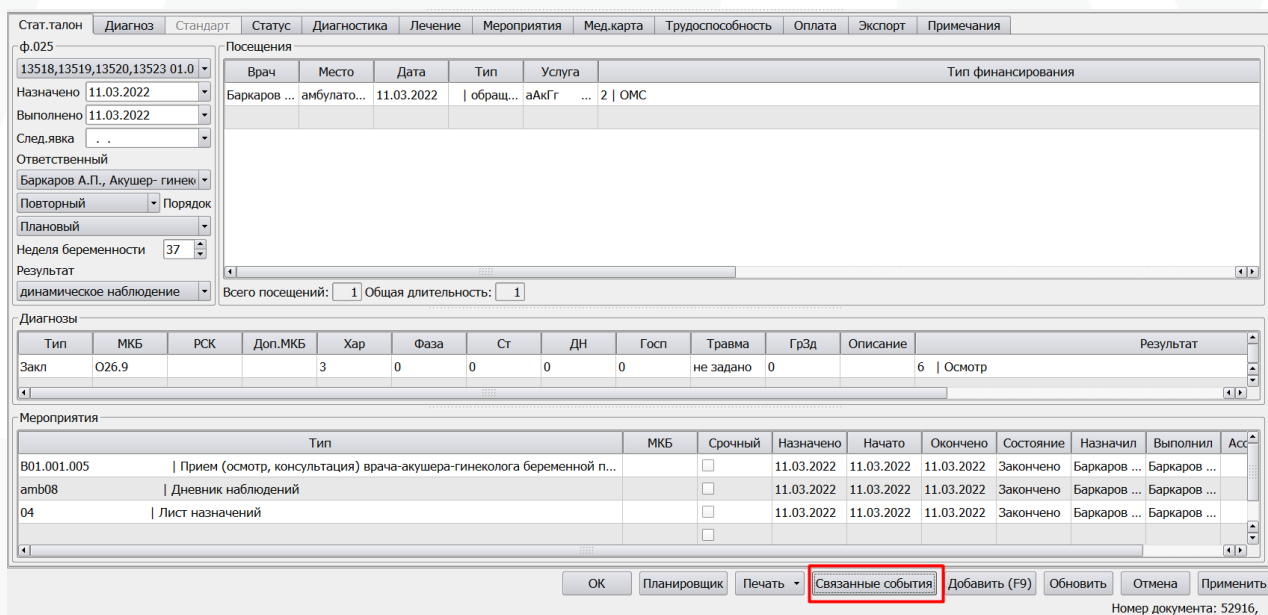 Стат.талон Диагноз Стандарт Статус Диагностика Лечение Мероприятия Мед.карта Трудоспособность Оплата Экспорт Примечания
ф.025
13518,13519,13520,13523 01.0
Назначено 11.03.2022
Выполнено 11.03.2022
След.явка . .
Ответственный
Баркаров А.П., Акушер- гинек
Повторный Порядок
Плановый
Неделя беременности 37
Результат
динамическое наблюдение
Посещения
Врач Место Дата Тип Услуга Тип финансирования
Баркаров ... амбулато... 11.03.2022 | обращ... аАкГг ... 2 | ОМС
Всего посещений: 1 Общая длительность: 1
Диагнозы
Тип МКБ РСК Доп.МКБ Хар Фаза Ст ДН Госп Травма ГрЗд Описание Результат
Закл O26.9 3 0 0 0 0 не задано 0 6 | Осмотр
Мероприятия
Тип МКБ Срочный Назначено Начато Окончено Состояние Назначил Выполнил Асс
B01.001.005 | Прием (осмотр, консультация) врача-акушера-гинеколога беременной п... 11.03.2022 11.03.2022 11.03.2022 Закончено Баркаров ... Баркаров ...
amb08 | Дневник наблюдений 11.03.2022 11.03.2022 11.03.2022 Закончено Баркаров ... Баркаров ...
04 | Лист назначений 11.03.2022 11.03.2022 11.03.2022 Закончено Баркаров ... Баркаров ...
ОК Планировщик Печать Связанные события Добавить (F9) Обновить Отмена Применить
Номер документа: 52916,